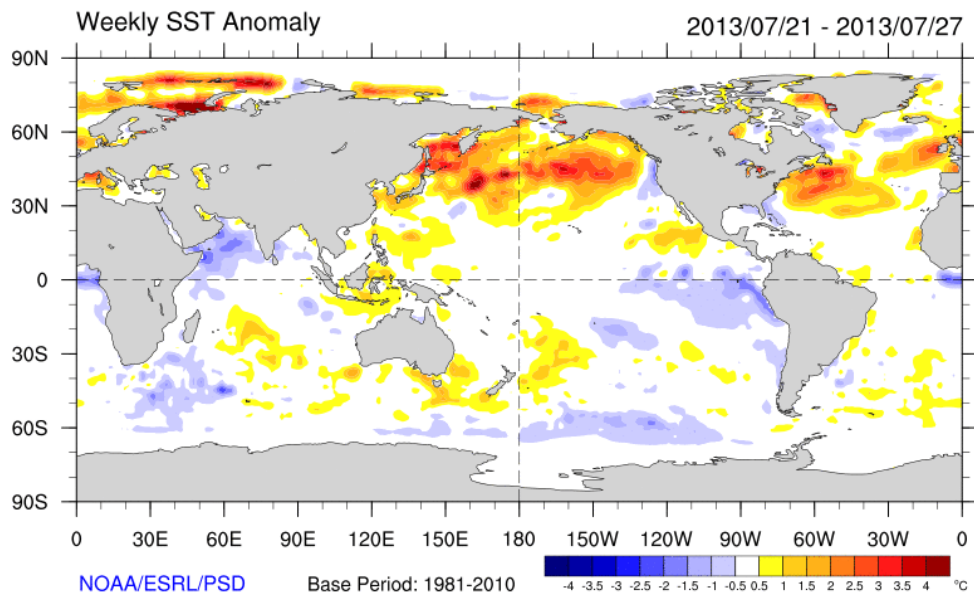 Weekly SST Anomaly 2013/07/21 - 2013/07/27
90N
60N
30N
0
30S
60S
90S
0 30E 60E 90E 120E 150E 180 150W 120W 90W 60W 30W 0
NOAA/ESRL/PSD Base Period: 1981-2010
-4 -3.5 -3 -2.5 -2 -1.5 -1 -0.5 0.5 1 1.5 2 2.5 3 3.5 4 °C